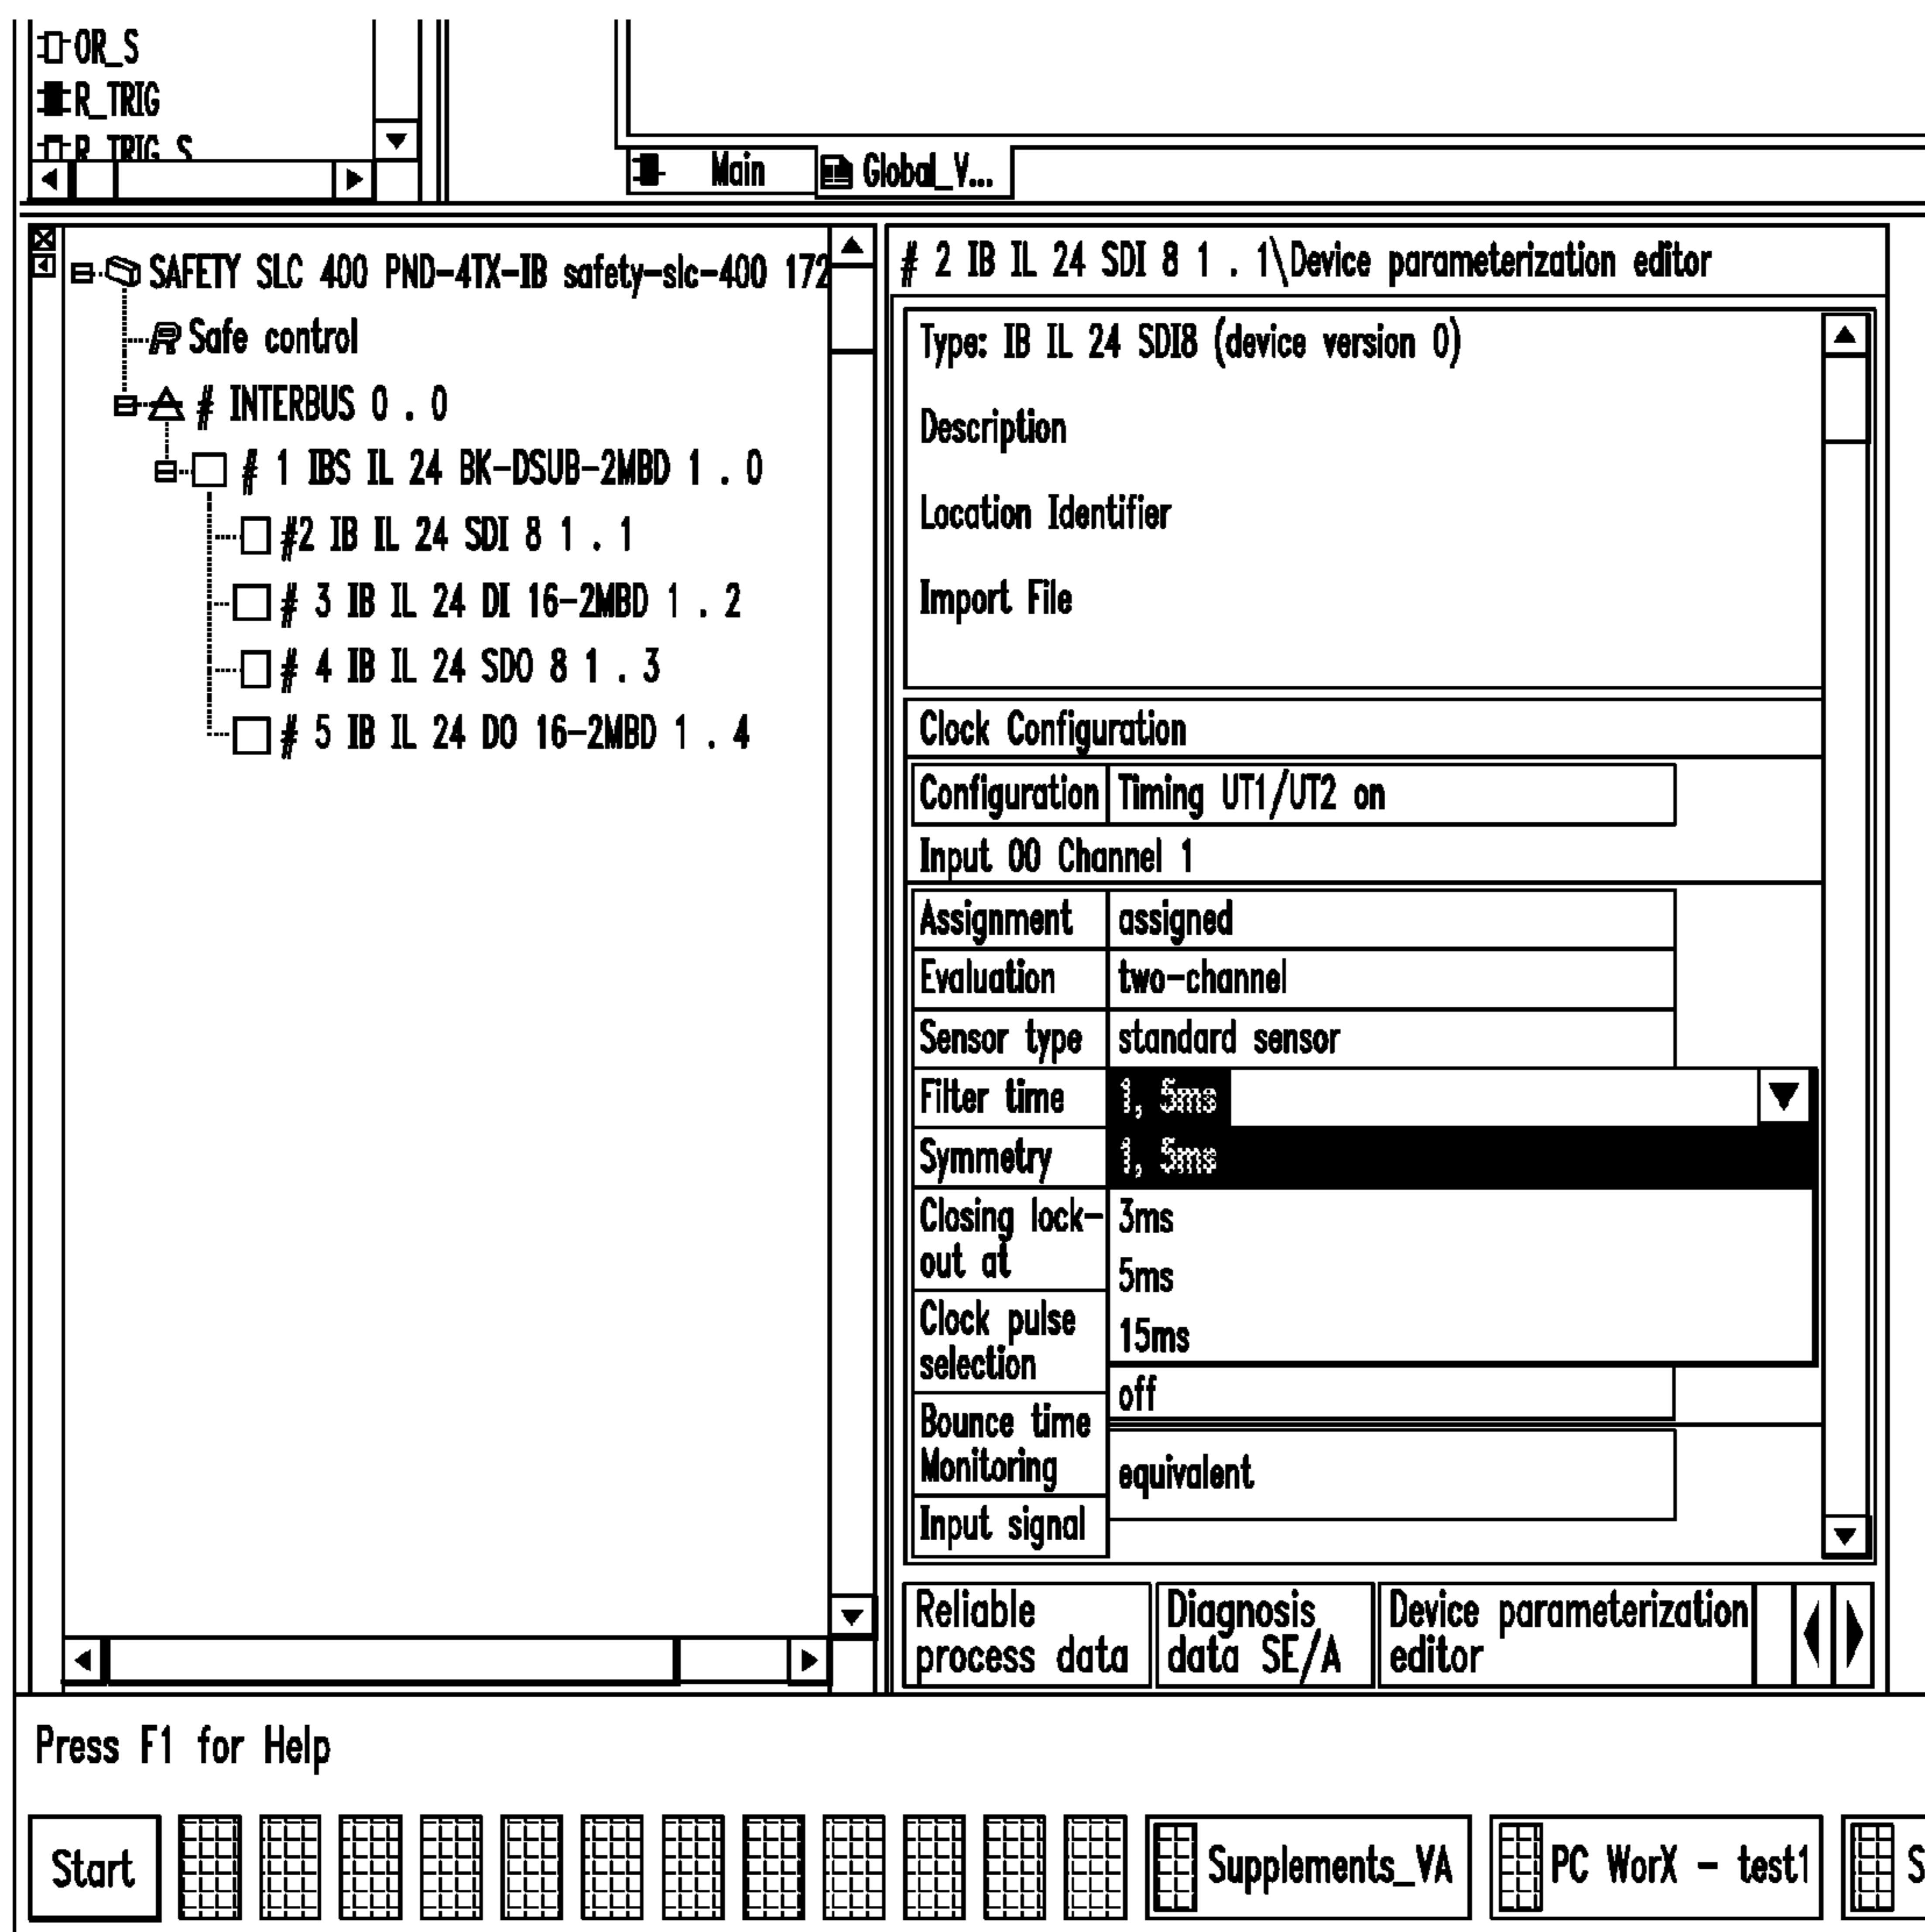 OR_S
R_TRIG
R_TRIG_S
Main
Global_V...
SAFETY SLC 400 PND-4TX-IB safety-slc-400 172
Safe control
# INTERBUS 0 . 0
# 1 IBS IL 24 BK-DSUB-2MBD 1 . 0
#2 IB IL 24 SDI 8 1 . 1
# 3 IB IL 24 DI 16-2MBD 1 . 2
# 4 IB IL 24 SDO 8 1 . 3
# 5 IB IL 24 DO 16-2MBD 1 . 4
# 2 IB IL 24 SDI 8 1 . 1\Device parameterization editor
Type: IB IL 24 SDI8 (device version 0)
Description
Location Identifier
Import File
Clock Configuration
Configuration Timing UT1/UT2 on
Input 00 Channel 1
Assignment assigned
Evaluation two-channel
Sensor type standard sensor
Filter time 1, 5ms
Symmetry 1, 5ms
Closing lock- 3ms
out at 5ms
Clock pulse 15ms
selection
off
Bounce time
Monitoring equivalent
Input signal
Reliable
process data
Diagnosis
data SE/A
Device parameterization
editor
Press F1 for Help
Start
Supplements_VA
PC WorX - test1
S